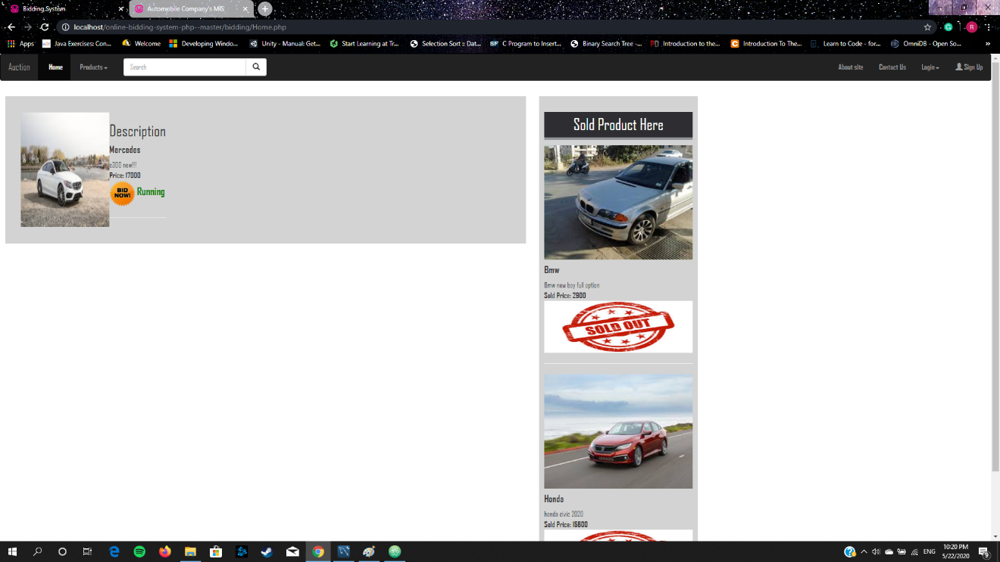 Bidding System
Automobile Company's MIS
localhost/online-bidding-system-php--master/bidding/Home.php
Apps
Java Exercises: Con...
Welcome
Developing Windo...
Unity - Manual: Get...
Start Learning at Tr...
Selection Sort :: Dat...
SF
C Program to Insert...
Binary Search Tree -...
Introduction to the...
Introduction To The...
Learn to Code - for...
OmniDB - Open So...
»
Auction
Home
Products
Search
About site
Contact Us
Login
Sign Up
Description
Mercedes
c300 new!!!
Price: 17000
BID
NOW!
Running
Sold Product Here
Bmw
Bmw new boy full option
Sold Price: 2900
SOLD OUT
Honda
honda civic 2020
Sold Price: 15600
ENG
10:20 PM
5/22/2020